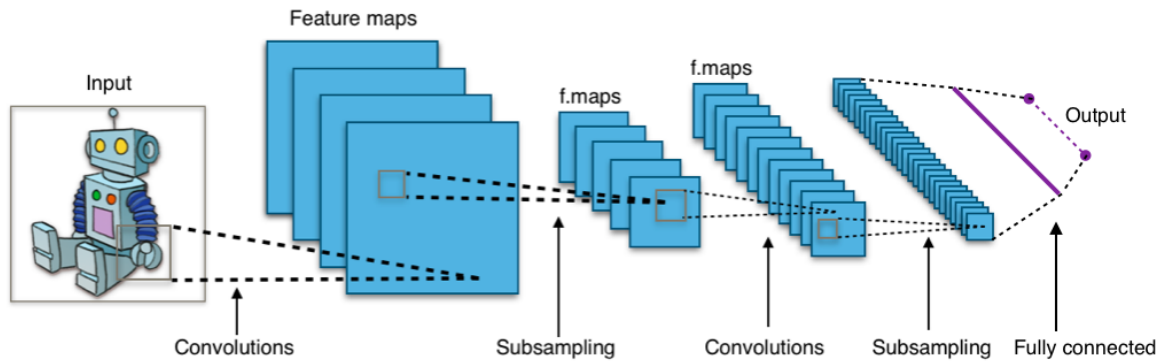 Feature maps
Input
f.maps
f.maps
Output
Convolutions
Subsampling
Convolutions
Subsampling
Fully connected